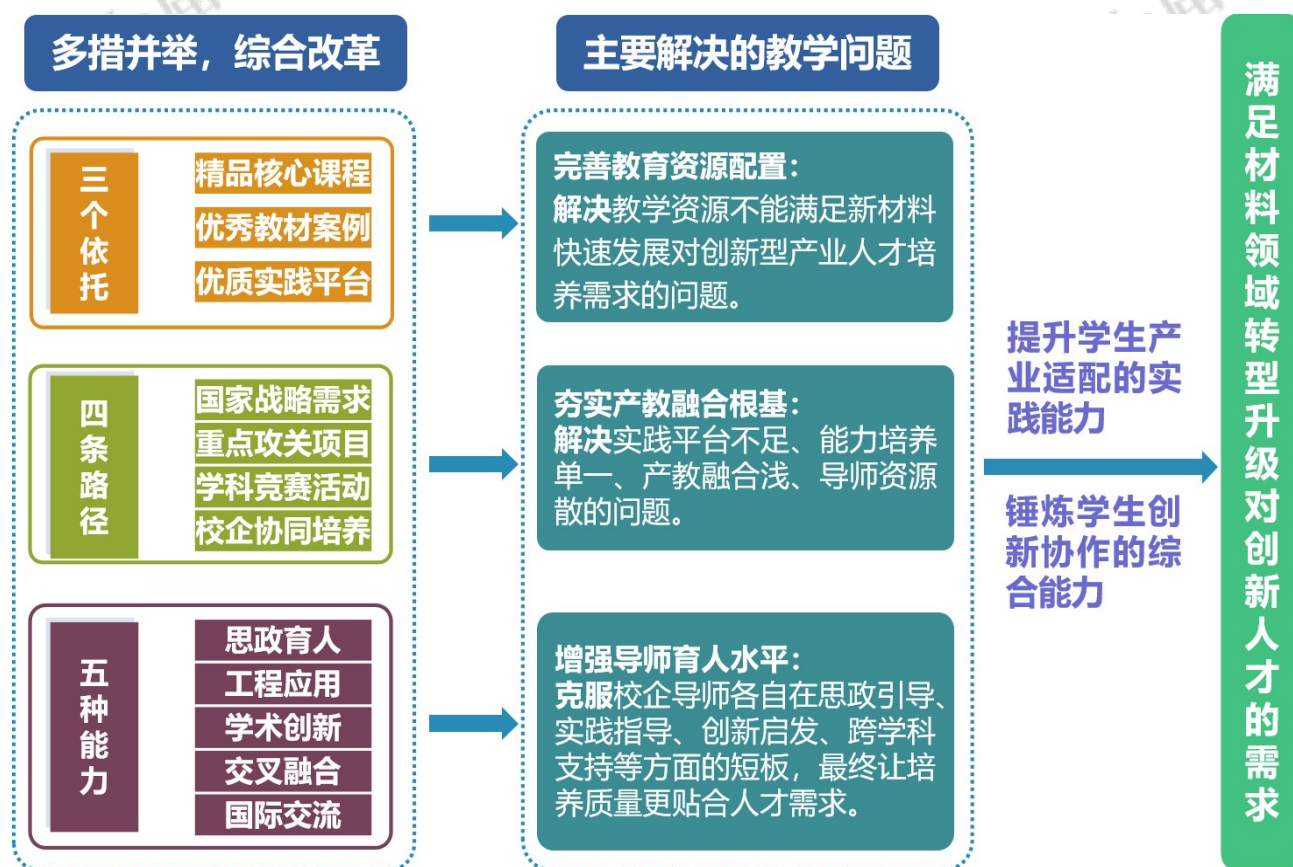 多措并举，综合改革
主要解决的教学问题
三个依托
精品核心课程
优秀教材案例
优质实践平台
完善教育资源配置：
解决教学资源不能满足新材料
快速发展对创新型产业人才培
养需求的问题。
四条路径
国家战略需求
重点攻关项目
学科竞赛活动
校企协同培养
夯实产教融合根基：
解决实践平台不足、能力培养
单一、产教融合浅、导师资源
散的问题。
五种能力
思政育人
工程应用
学术创新
交叉融合
国际交流
增强导师育人水平：
克服校企导师各自在思政引导、
实践指导、创新启发、跨学科
支持等方面的短板，最终让培
养质量更贴合人才需求。
提升学生产
业适配的实
践能力
锤炼学生创
新协作的综
合能力
满足材料领域转型升级对创新人才的需求